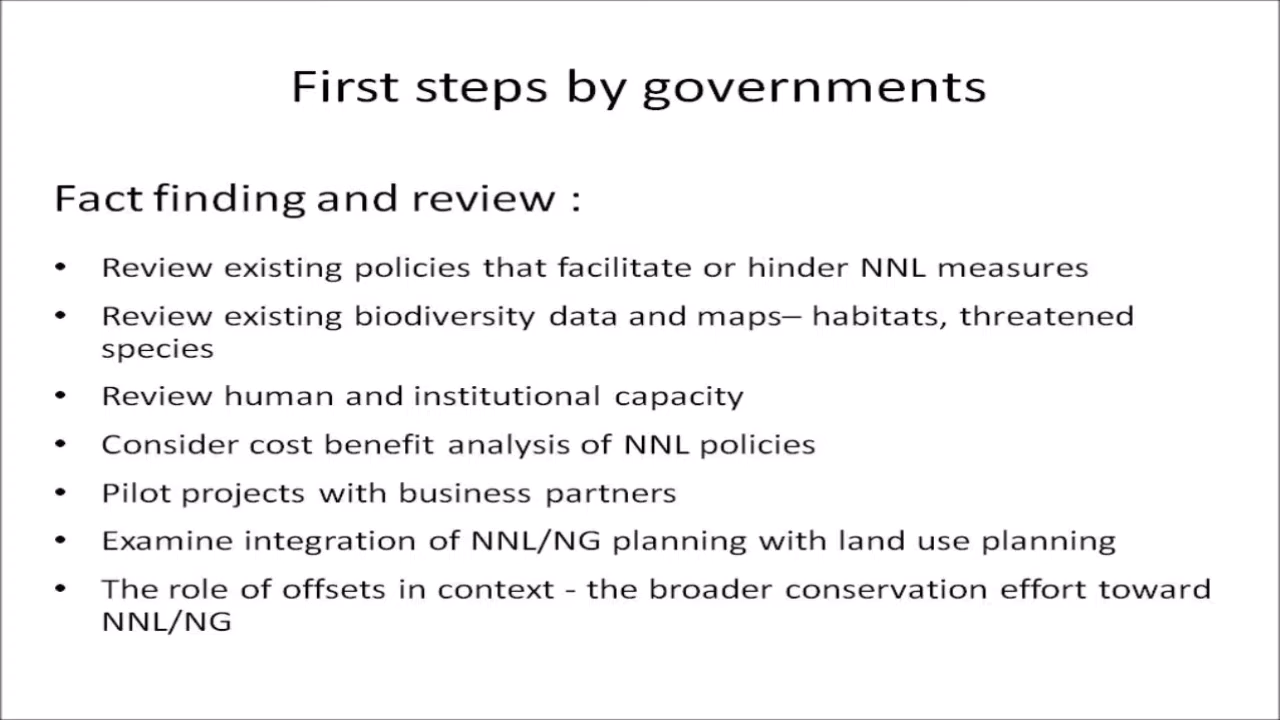 First steps by governments
Fact finding and review :
• Review existing policies that facilitate or hinder NNL measures
• Review existing biodiversity data and maps– habitats, threatened
species
• Review human and institutional capacity
• Consider cost benefit analysis of NNL policies
• Pilot projects with business partners
• Examine integration of NNL/NG planning with land use planning
• The role of offsets in context - the broader conservation effort toward
NNL/NG